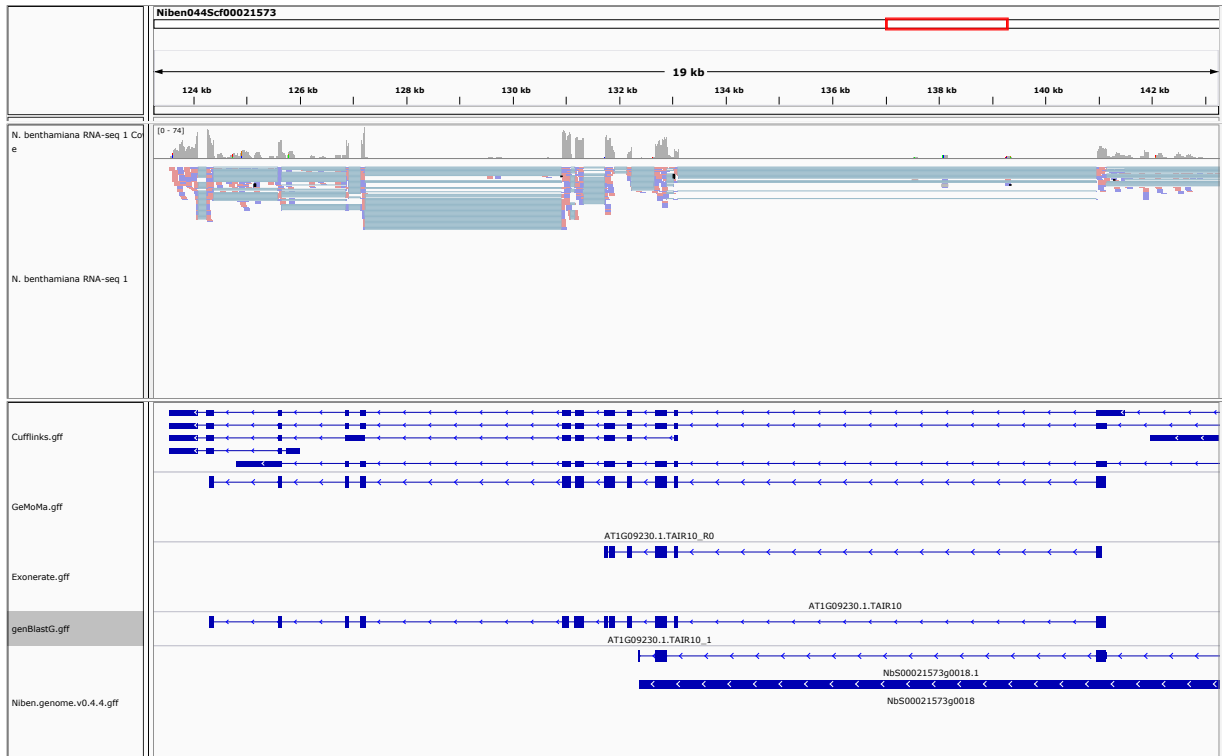 Niben044Scf00021573
19 kb
124 kb 126 kb 128 kb 130 kb 132 kb 134 kb 136 kb 138 kb 140 kb 142 kb
N. benthamiana RNA-seq 1 Co
e
[0 - 74]
N. benthamiana RNA-seq 1
Cufflinks.gff
GeMoMa.gff
AT1G09230.1.TAIR10_R0
Exonerate.gff
AT1G09230.1.TAIR10
genBlastG.gff
AT1G09230.1.TAIR10_1
NbS00021573g0018.1
Niben.genome.v0.4.4.gff
NbS00021573g0018